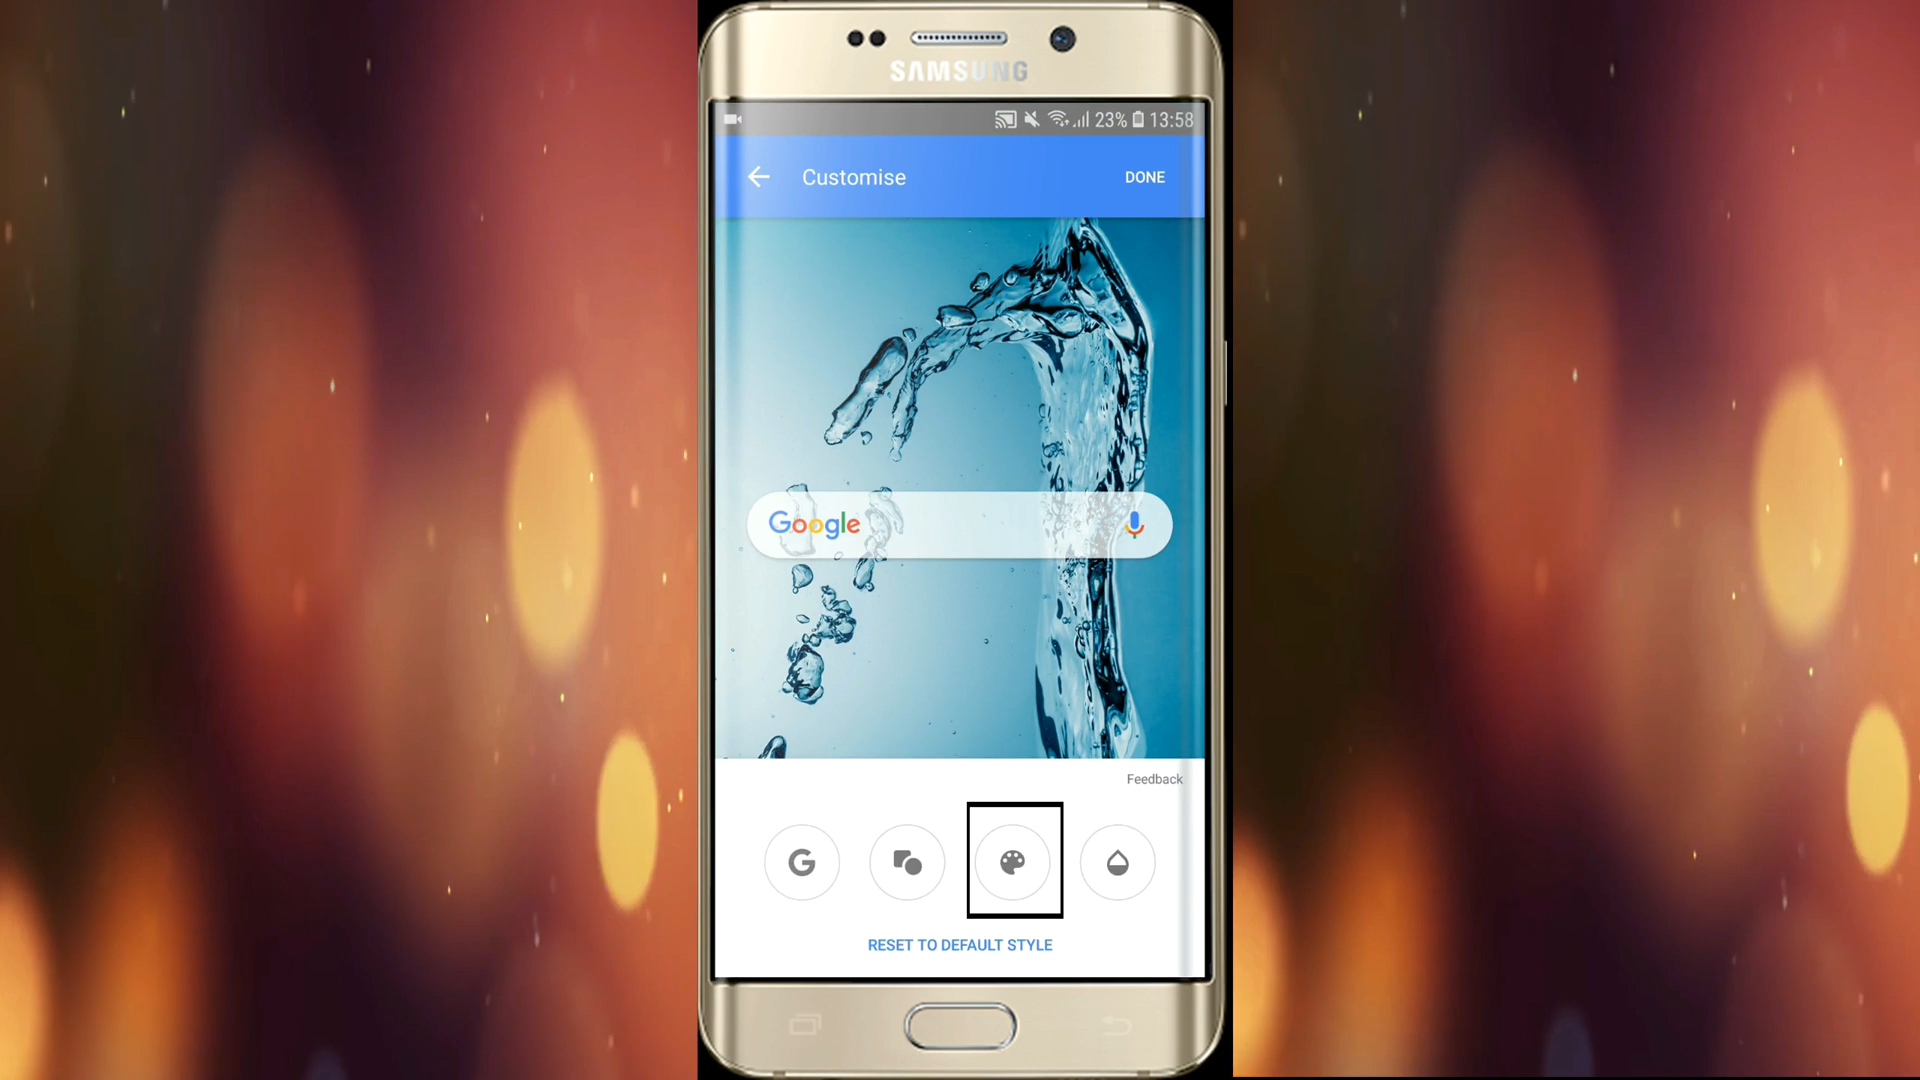 SAMSUNG
23% 13:58
Customise
DONE
Google
Feedback
G
RESET TO DEFAULT STYLE